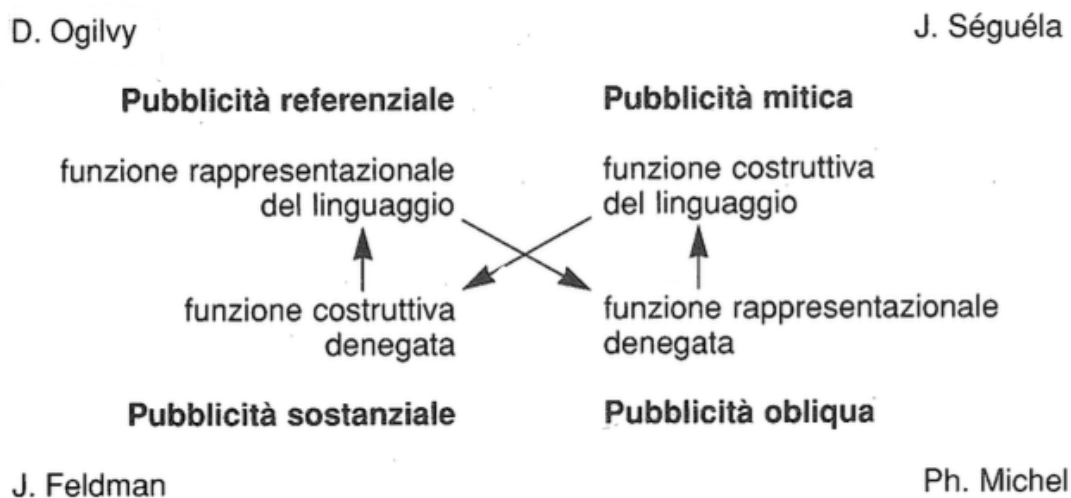 D. Ogilvy
J. Séguéla
Pubblicità referenziale
Pubblicità mitica
funzione rappresentazionale
del linguaggio
funzione costruttiva
del linguaggio
funzione costruttiva
denegata
funzione rappresentazionale
denegata
Pubblicità sostanziale
Pubblicità obliqua
J. Feldman
Ph. Michel